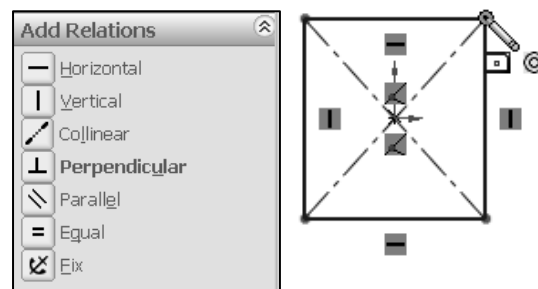 Add Relations
Horizontal
Vertical
Collinear
Perpendicular
Parallel
Equal
Fix